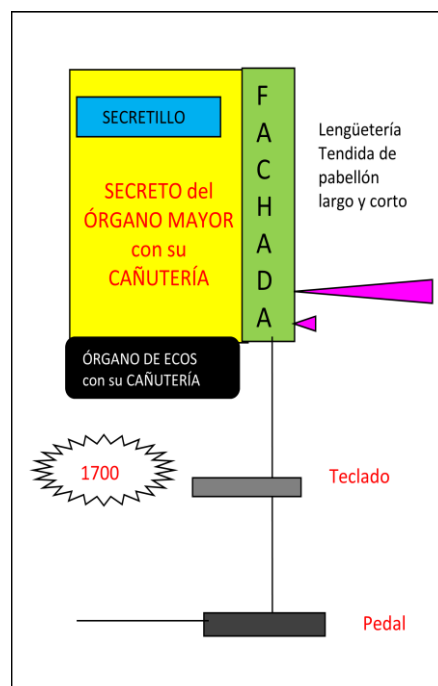 SECRETILLO
FACHADA
Lengüetería
Tendida de
pabellón
largo y corto
SECRETO del
ÓRGANO MAYOR
con su
CAÑUTERÍA
ÓRGANO DE ECOS
con su CAÑUTERÍA
1700
Teclado
Pedal